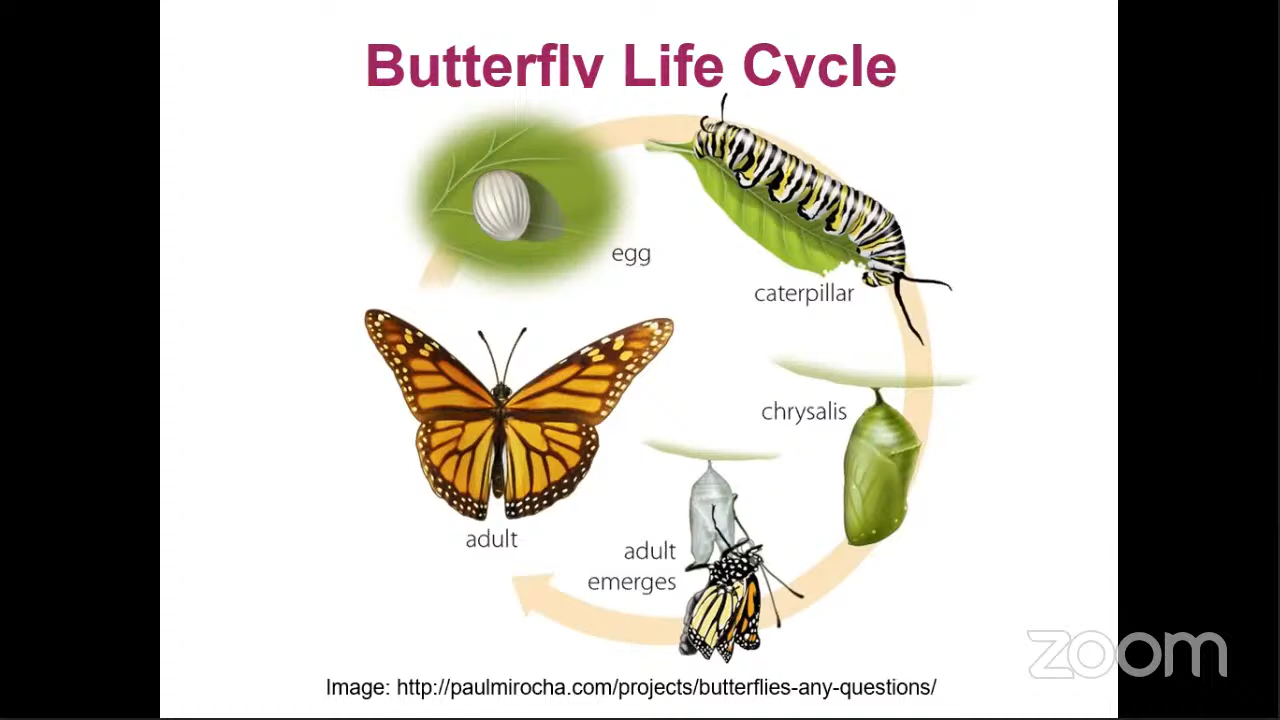 Butterfly Life Cycle
egg
caterpillar
chrysalis
adult
emerges
adult
Image: http://paulmirocha.com/projects/butterflies-any-questions/
zoom